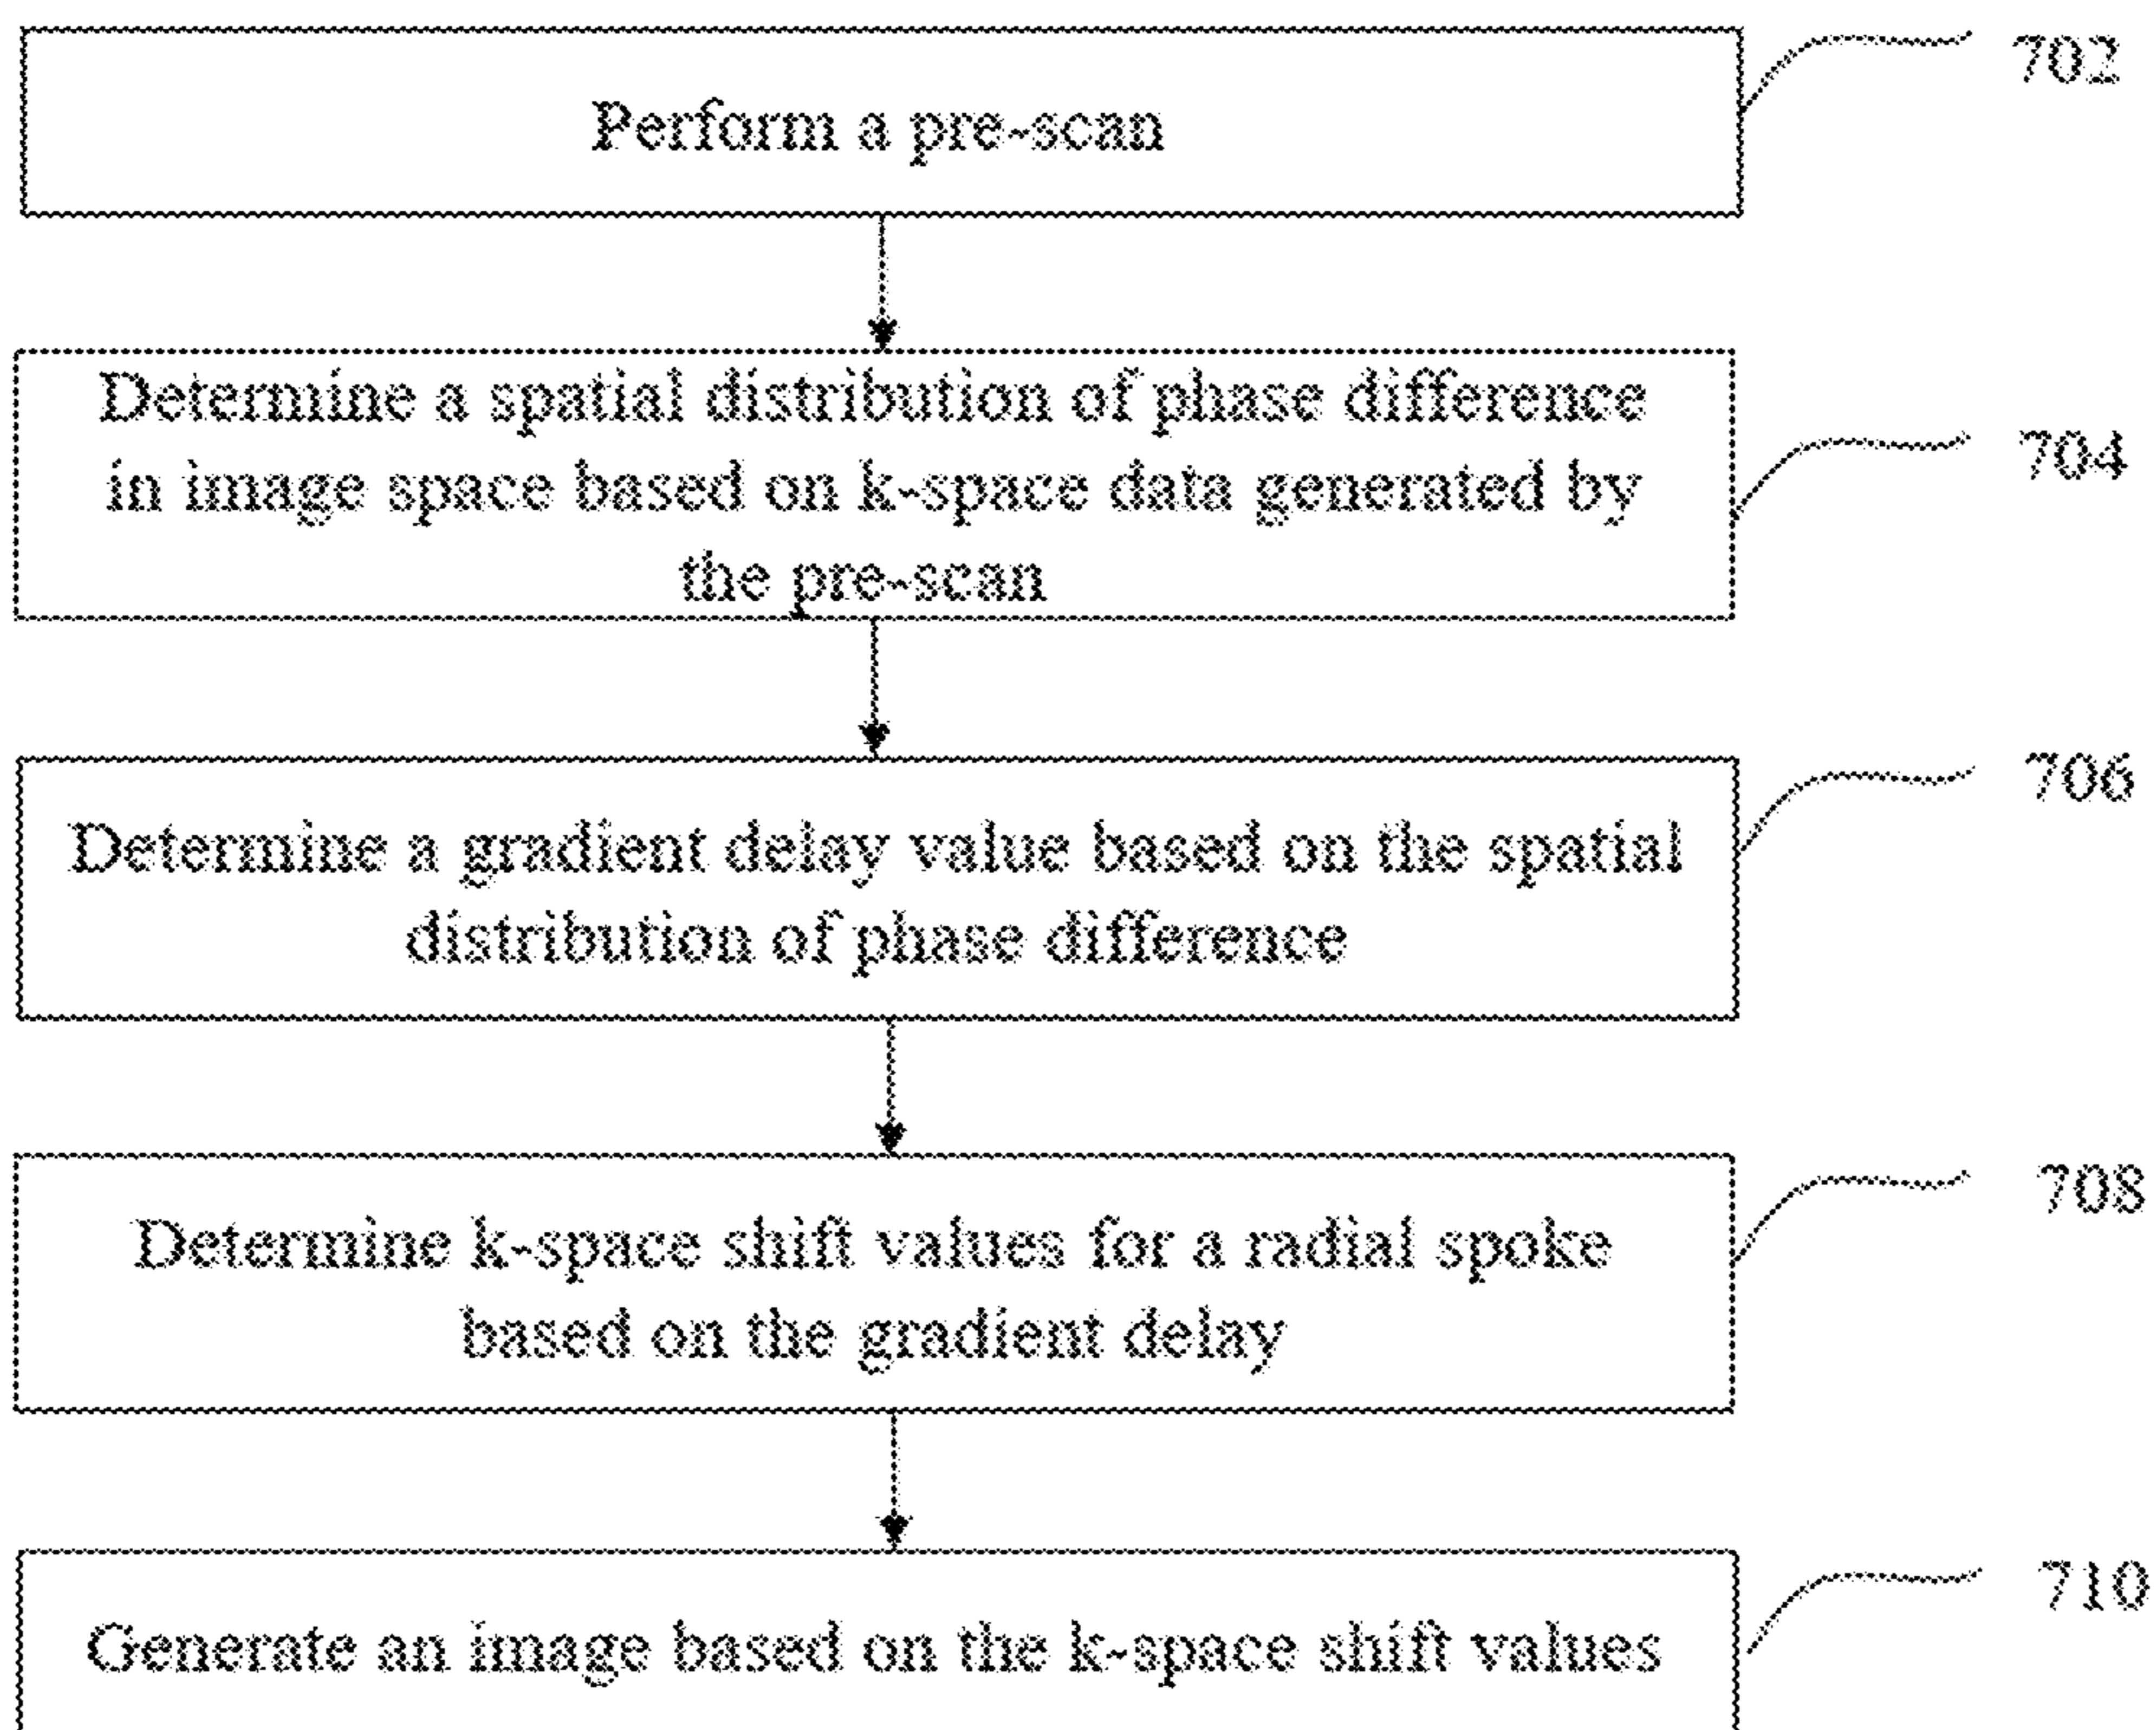 Perform a pre-scan
702
Determine a spatial distribution of phase difference
in image space based on k-space data generated by
the pre-scan
704
Determine a gradient delay value based on the spatial
distribution of phase difference
706
Determine k-space shift values for a radial spoke
based on the gradient delay
708
Generate an image based on the k-space shift values
710